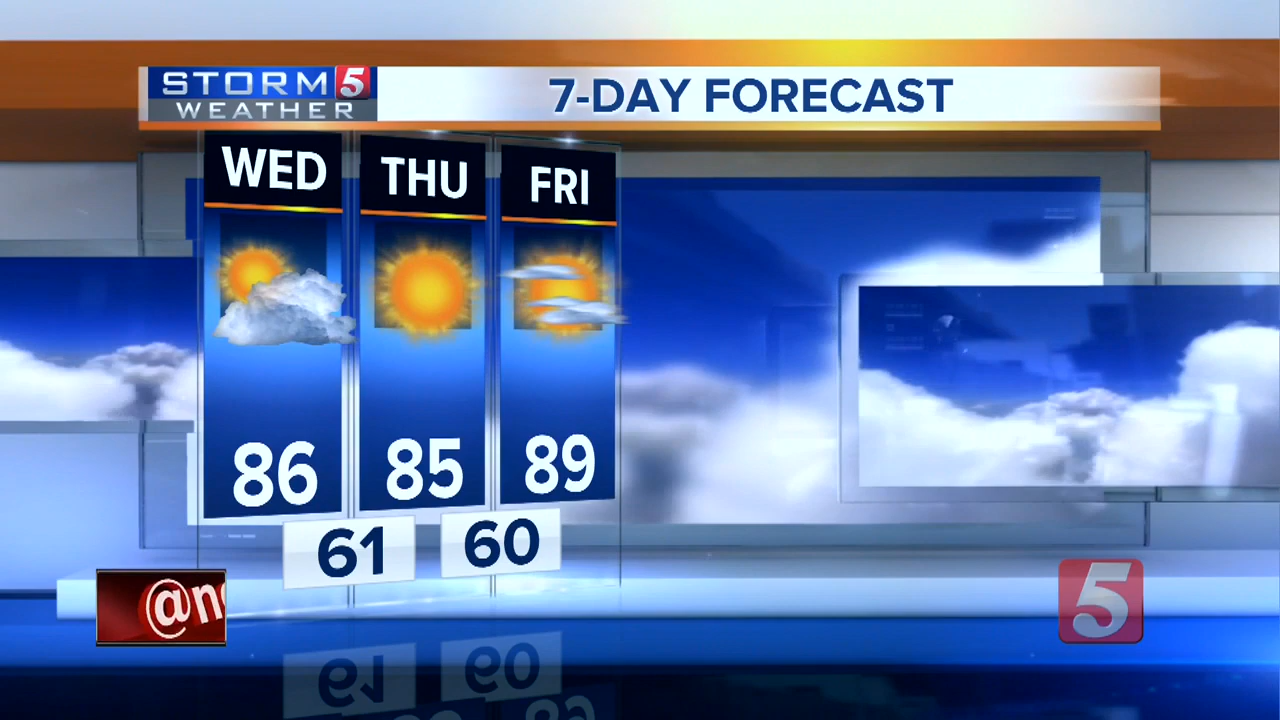 STORM 5
WEATHER
7-DAY FORECAST
WED THU FRI
86 85 89
61 60
@n
5